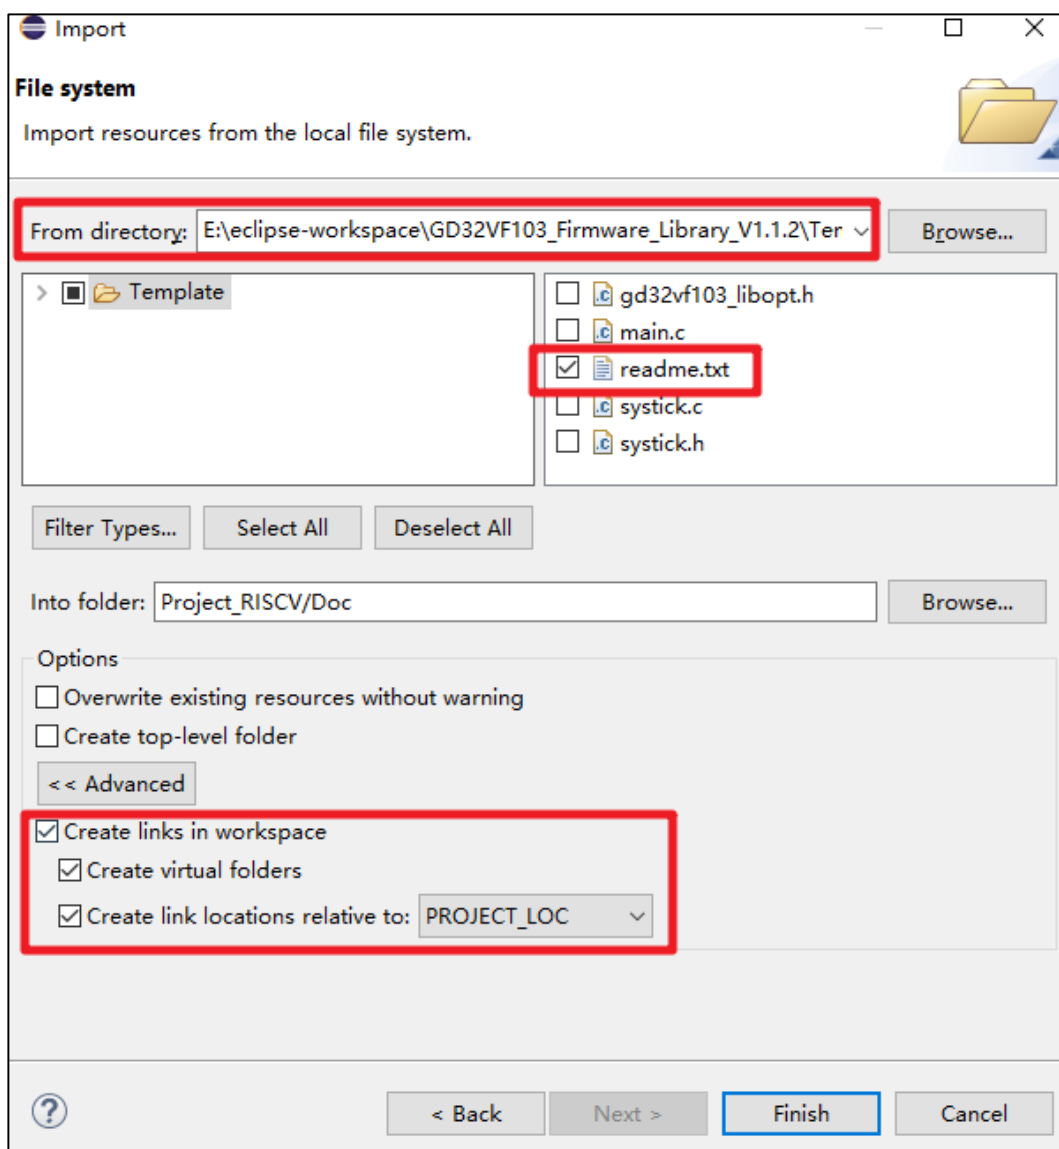 Import
File system
Import resources from the local file system.
From directory: E:\eclipse-workspace\GD32VF103_Firmware_Library_V1.1.2\Ter Browse...
Template
gd32vf103_libopt.h
main.c
readme.txt
systick.c
systick.h
Filter Types... Select All Deselect All
Into folder: Project_RISCV/Doc Browse...
Options
Overwrite existing resources without warning
Create top-level folder
<< Advanced
Create links in workspace
Create virtual folders
Create link locations relative to: PROJECT_LOC
< Back Next > Finish Cancel